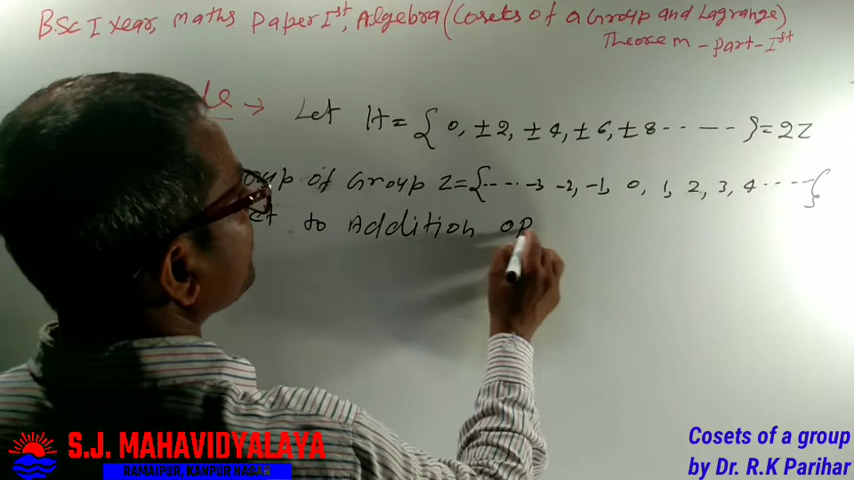 B.Sc I Year, Maths Paper Ist, Algebra (Cosets of a Group and Lagrange)
Theorem - Part - Ist
→ Let H = { 0, ±2, ±4, ±6, ±8 ------ } = 2Z
of Group Z = {------ -3 -2, -1, 0, 1, 2, 3, 4 ------}
to Addition op
S.J. MAHAVIDYALAYA
RAMAIPUR, KANPUR NAGAR
Cosets of a group
by Dr. R.K Parihar